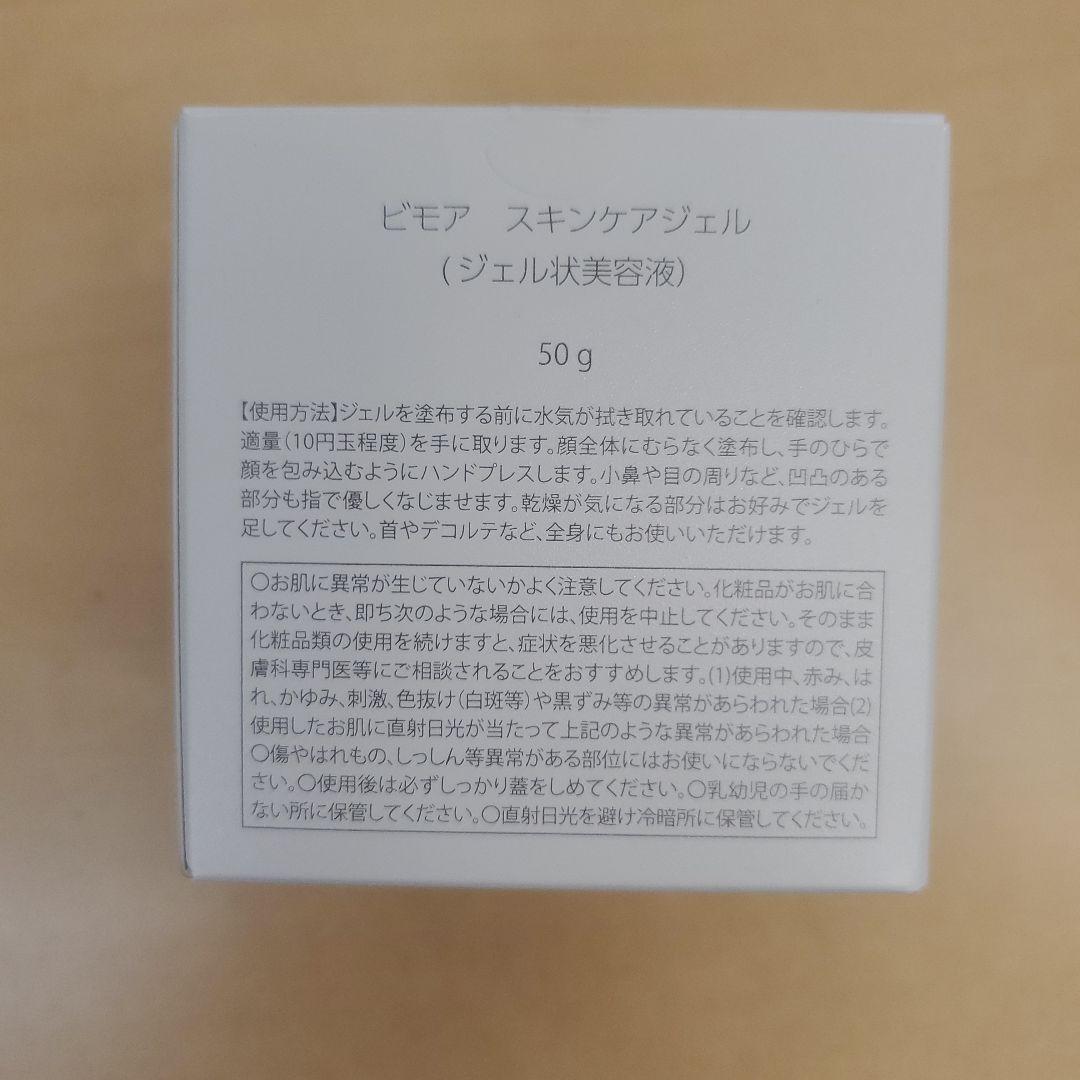 ビモア　スキンケアジェル
(ジェル状美容液)
50 g
【使用方法】ジェルを塗布する前に水気が拭き取れていることを確認します。
適量(10円玉程度)を手に取ります。顔全体にむらなく塗布し、手のひらで
顔を包み込むようにハンドプレスします。小鼻や目の周りなど、凹凸のある
部分も指で優しくなじませます。乾燥が気になる部分はお好みでジェルを
足してください。首やデコルテなど、全身にもお使いいただけます。
○お肌に異常が生じていないかよく注意してください。化粧品がお肌に合
わないとき、即ち次のような場合には、使用を中止してください。そのまま
化粧品類の使用を続けますと、症状を悪化させることがありますので、皮
膚科専門医等にご相談されることをおすすめします。(1)使用中、赤み、は
れ、かゆみ、刺激、色抜け(白斑等)や黒ずみ等の異常があらわれた場合(2)
使用したお肌に直射日光が当たって上記のような異常があらわれた場合
○傷やはれもの、しっしん等異常がある部位にはお使いにならないでくだ
さい。○使用後は必ずしっかり蓋をしめてください。○乳幼児の手の届か
ない所に保管してください。○直射日光を避け冷暗所に保管してください。